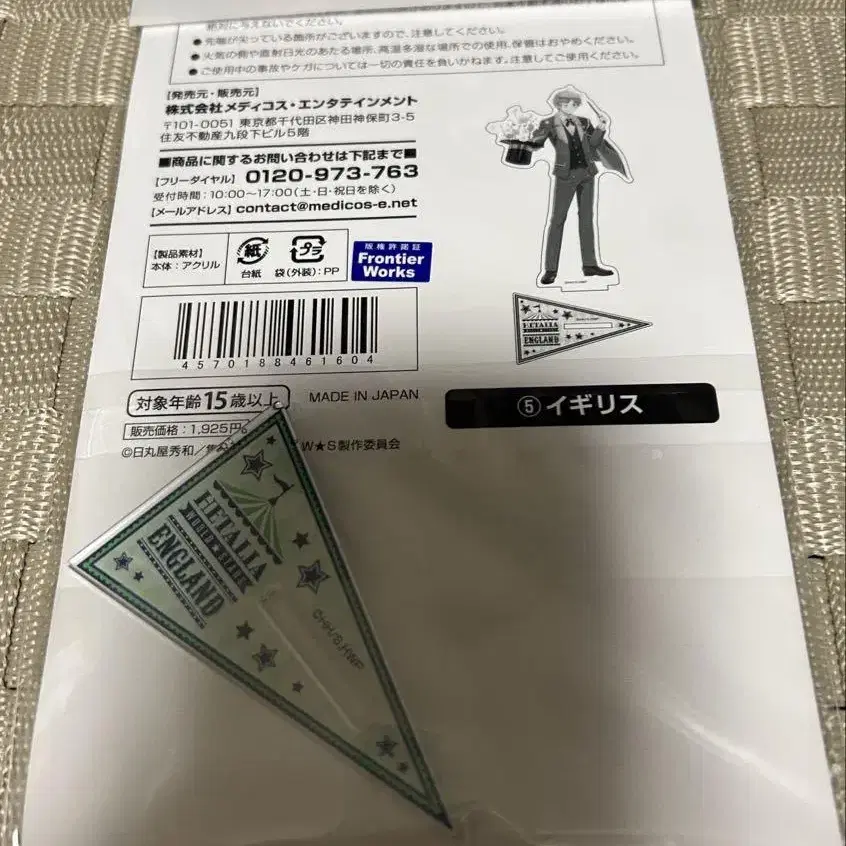 絶対に与えないでください。
●先端が尖っている箇所がございますので、注意してください。
●火気の側や直射日光のあたる場所、高温多湿な場所での使用、保管はおやめください。
●ご使用中の事故やケガについては一切の責任を負いかねます。注意してご使用ください。
【発売元・販売元】
株式会社メディコス・エンタテインメント
〒101-0051 東京都千代田区神田神保町3-5
住友不動産九段下ビル5階
■商品に関するお問い合わせは下記まで■
【フリーダイヤル】 0120-973-763
受付時間：10:00～17:00(土・日・祝日を除く)
【メールアドレス】 contact@medicos-e.net
【製品素材】
本体：アクリル
紙
台紙
プラ
袋(外装)：PP
版権許諾証
Frontier
Works
4570188461604
対象年齢15歳以上
MADE IN JAPAN
販売価格：1,925円
©日丸屋秀和／集
W★S製作委員会
HETALIA
ENGLAND
⑤イギリス
HETALIA
WORLD★STARS
ENGLAND
©HH/S,HWP